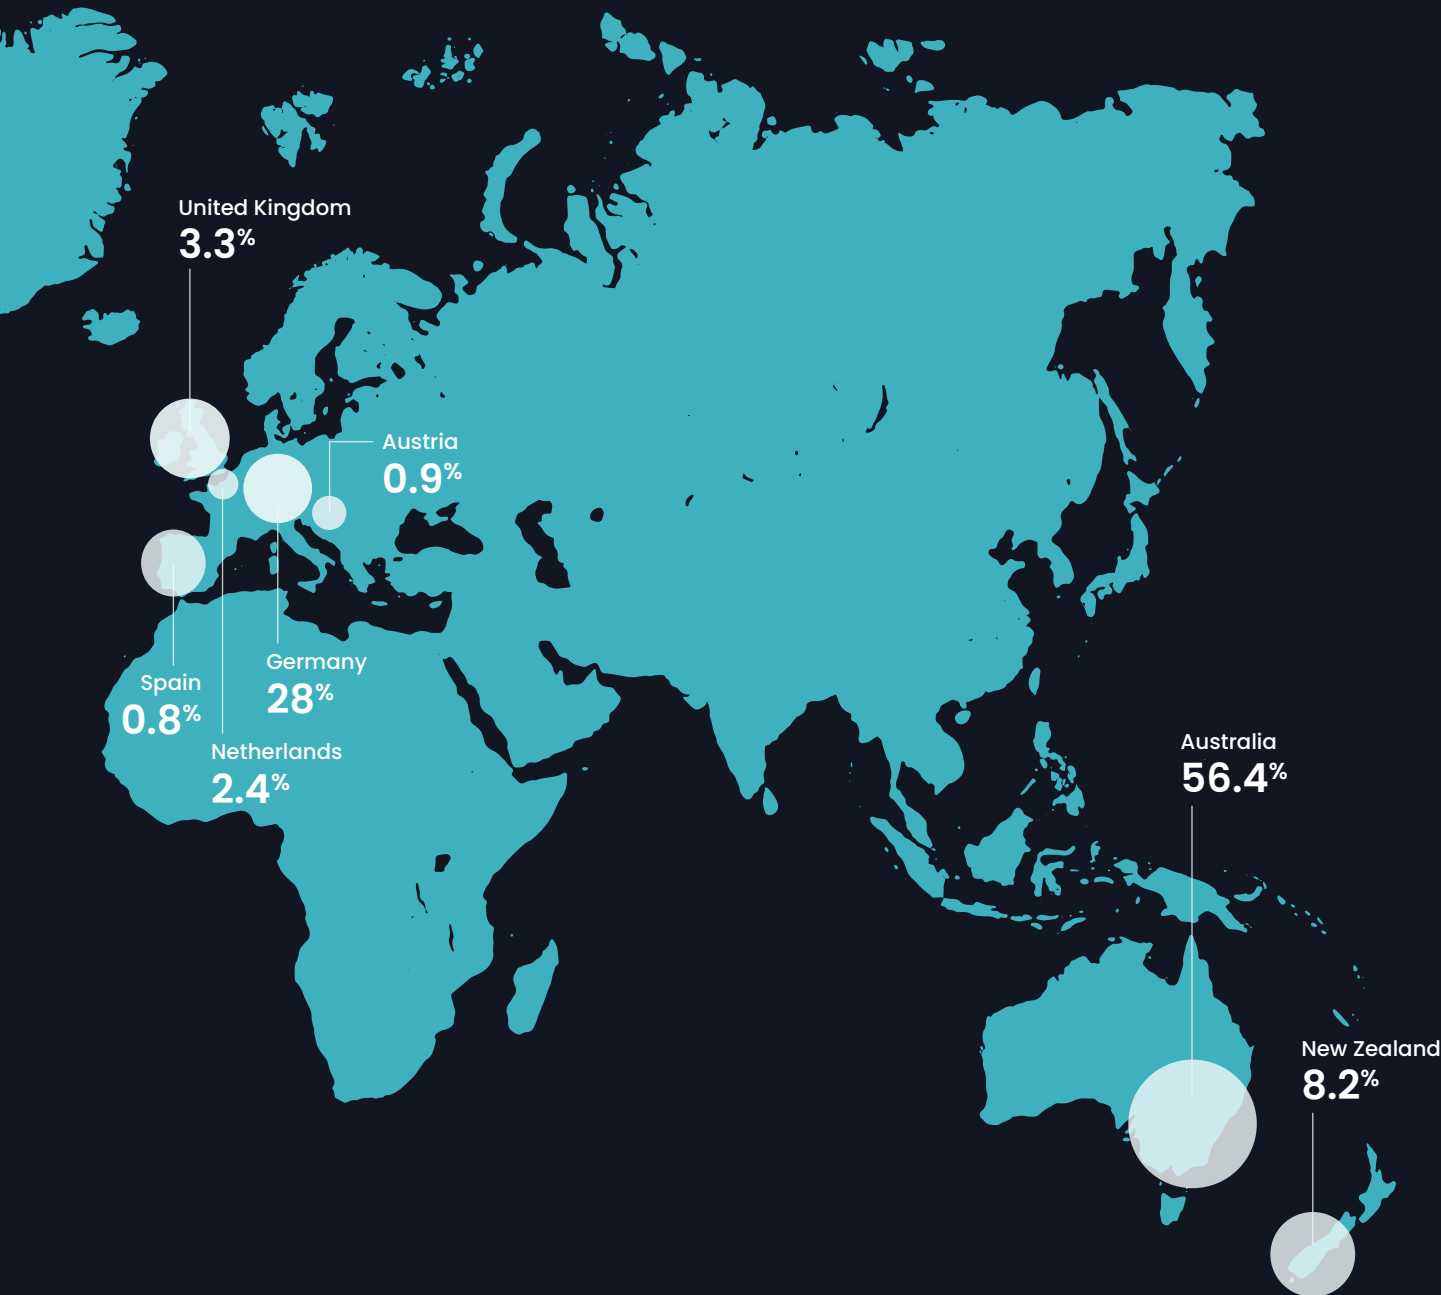 United Kingdom
3.3%
Austria
0.9%
Germany
28%
Spain
0.8%
Netherlands
2.4%
Australia
56.4%
New Zealand
8.2%